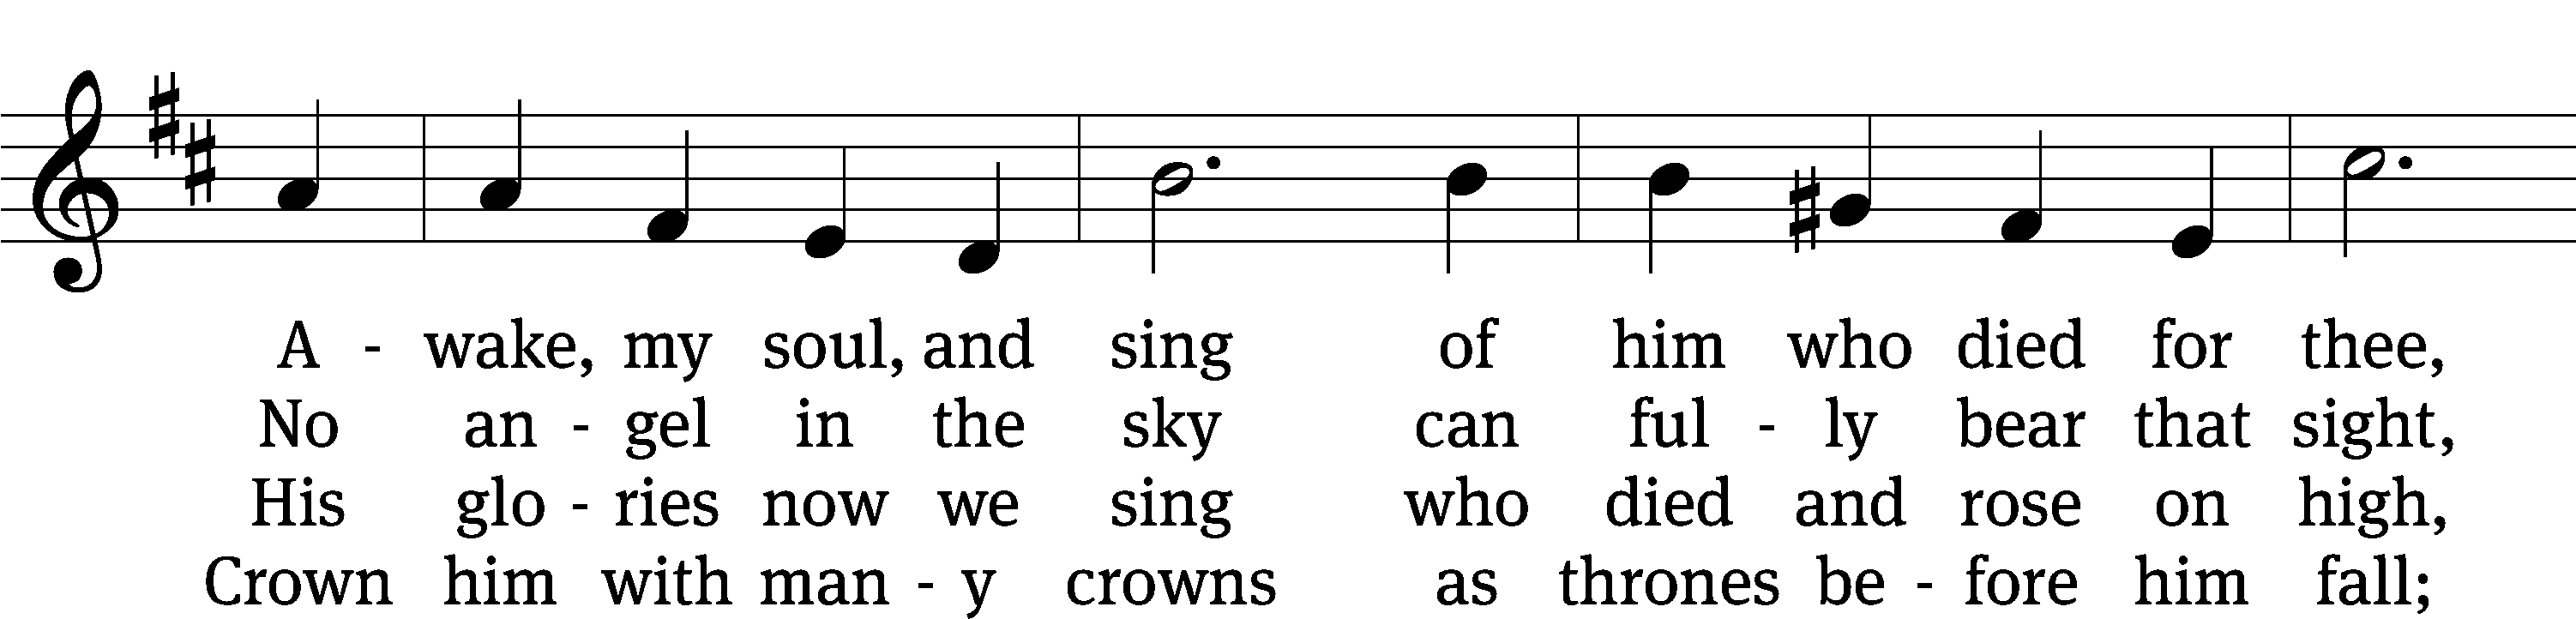 A - wake, my soul, and sing of him who died for thee,
No an - gel in the sky can ful - ly bear that sight,
His glo - ries now we sing who died and rose on high,
Crown him with man - y crowns as thrones be - fore him fall;